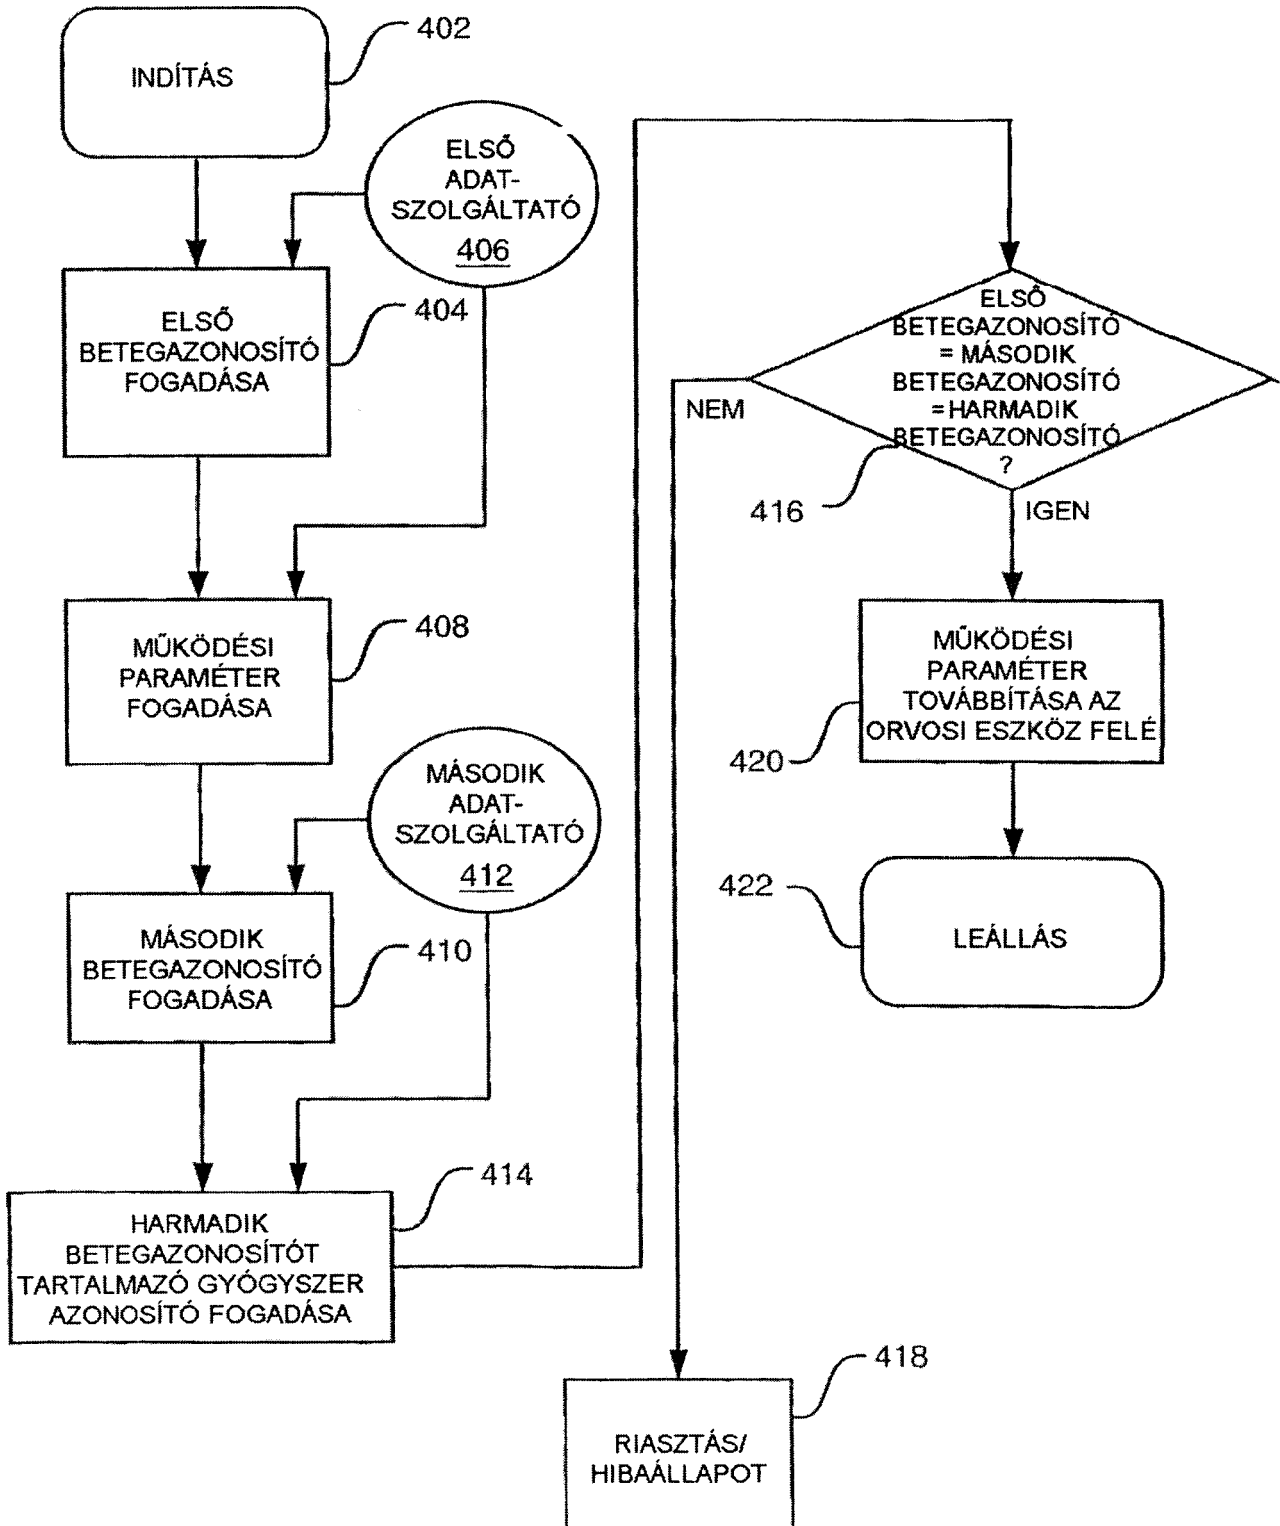 INDÍTÁS
402
ELSŐ
ADAT-
SZOLGÁLTATÓ
406
ELSŐ
BETEGAZONOSÍTÓ
FOGADÁSA
404
MŰKÖDÉSI
PARAMÉTER
FOGADÁSA
408
MÁSODIK
ADAT-
SZOLGÁLTATÓ
412
MÁSODIK
BETEGAZONOSÍTÓ
FOGADÁSA
410
HARMADIK
BETEGAZONOSÍTÓT
TARTALMAZÓ GYÓGYSZER
AZONOSÍTÓ FOGADÁSA
414
ELSŐ
BETEGAZONOSÍTÓ
= MÁSODIK
BETEGAZONOSÍTÓ
=HARMADIK
BETEGAZONOSÍTÓ
?
416
NEM
IGEN
MŰKÖDÉSI
PARAMÉTER
TOVÁBBÍTÁSA AZ
ORVOSI ESZKÖZ FELÉ
420
LEÁLLÁS
422
RIASZTÁS/
HIBAÁLLAPOT
418